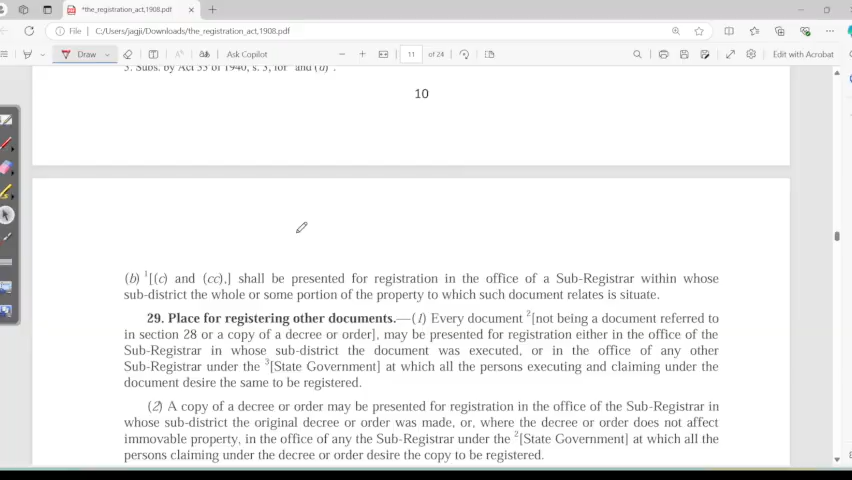 *the_registration_act,1908.pdf
File C:/Users/jagji/Downloads/the_registration_act,1908.pdf
Draw
Ask Copilot
11 of 24
Edit with Acrobat
3. Subs. by Act 33 of 1940, s. 3, for "and (b)".
10
(b) 1[(c) and (cc),] shall be presented for registration in the office of a Sub-Registrar within whose
sub-district the whole or some portion of the property to which such document relates is situate.
29. Place for registering other documents.—(1) Every document 2[not being a document referred to
in section 28 or a copy of a decree or order], may be presented for registration either in the office of the
Sub-Registrar in whose sub-district the document was executed, or in the office of any other
Sub-Registrar under the 3[State Government] at which all the persons executing and claiming under the
document desire the same to be registered.
(2) A copy of a decree or order may be presented for registration in the office of the Sub-Registrar in
whose sub-district the original decree or order was made, or, where the decree or order does not affect
immovable property, in the office of any the Sub-Registrar under the 2[State Government] at which all the
persons claiming under the decree or order desire the copy to be registered.